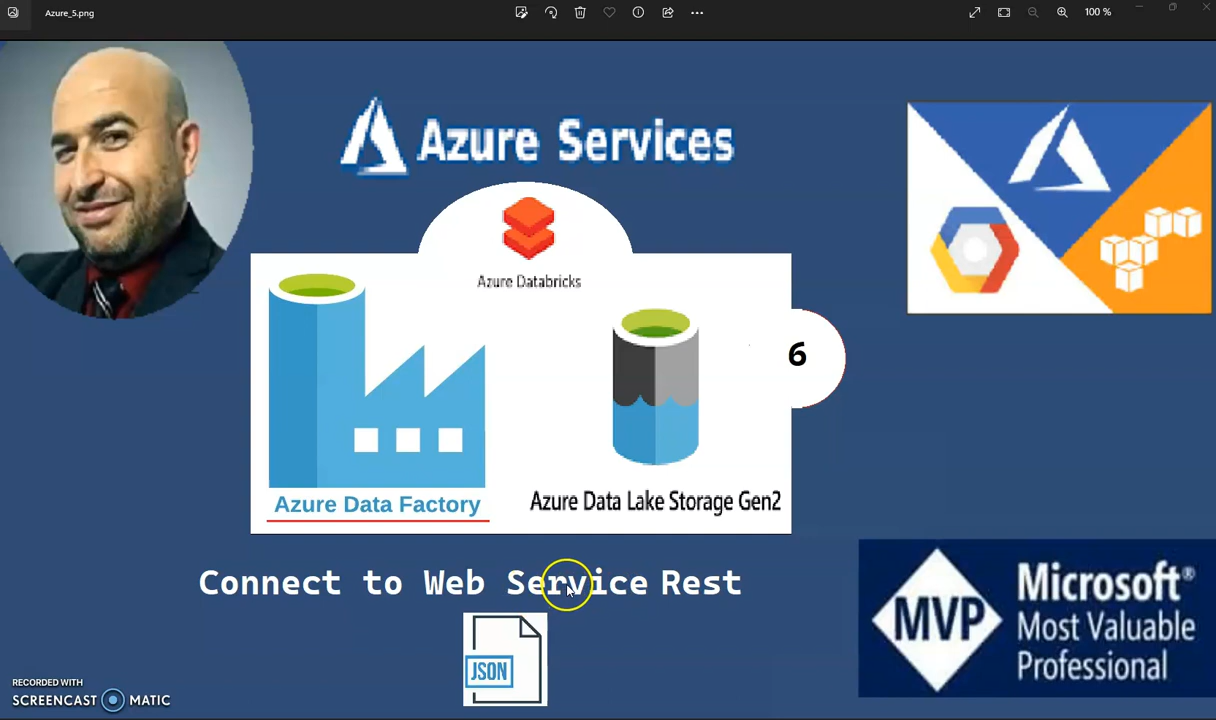 Azure_5.png
100 %
Azure Services
Azure Databricks
6
Azure Data Factory
Azure Data Lake Storage Gen2
Connect to Web Service Rest
JSON
MVP
Microsoft®
Most Valuable
Professional
RECORDED WITH
SCREENCAST MATIC